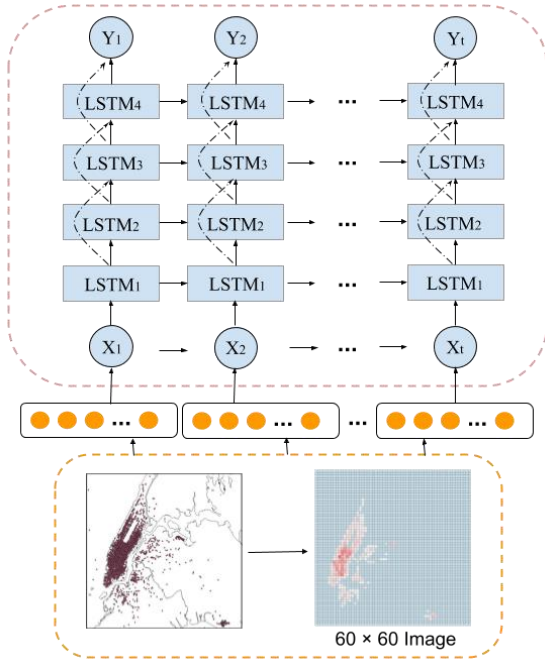 Y1 Y2 Yt
LSTM4 LSTM4 ... LSTM4
LSTM3 LSTM3 ... LSTM3
LSTM2 LSTM2 ... LSTM2
LSTM1 LSTM1 ... LSTM1
X1 X2 ... Xt
... ... ... ...
60 × 60 Image